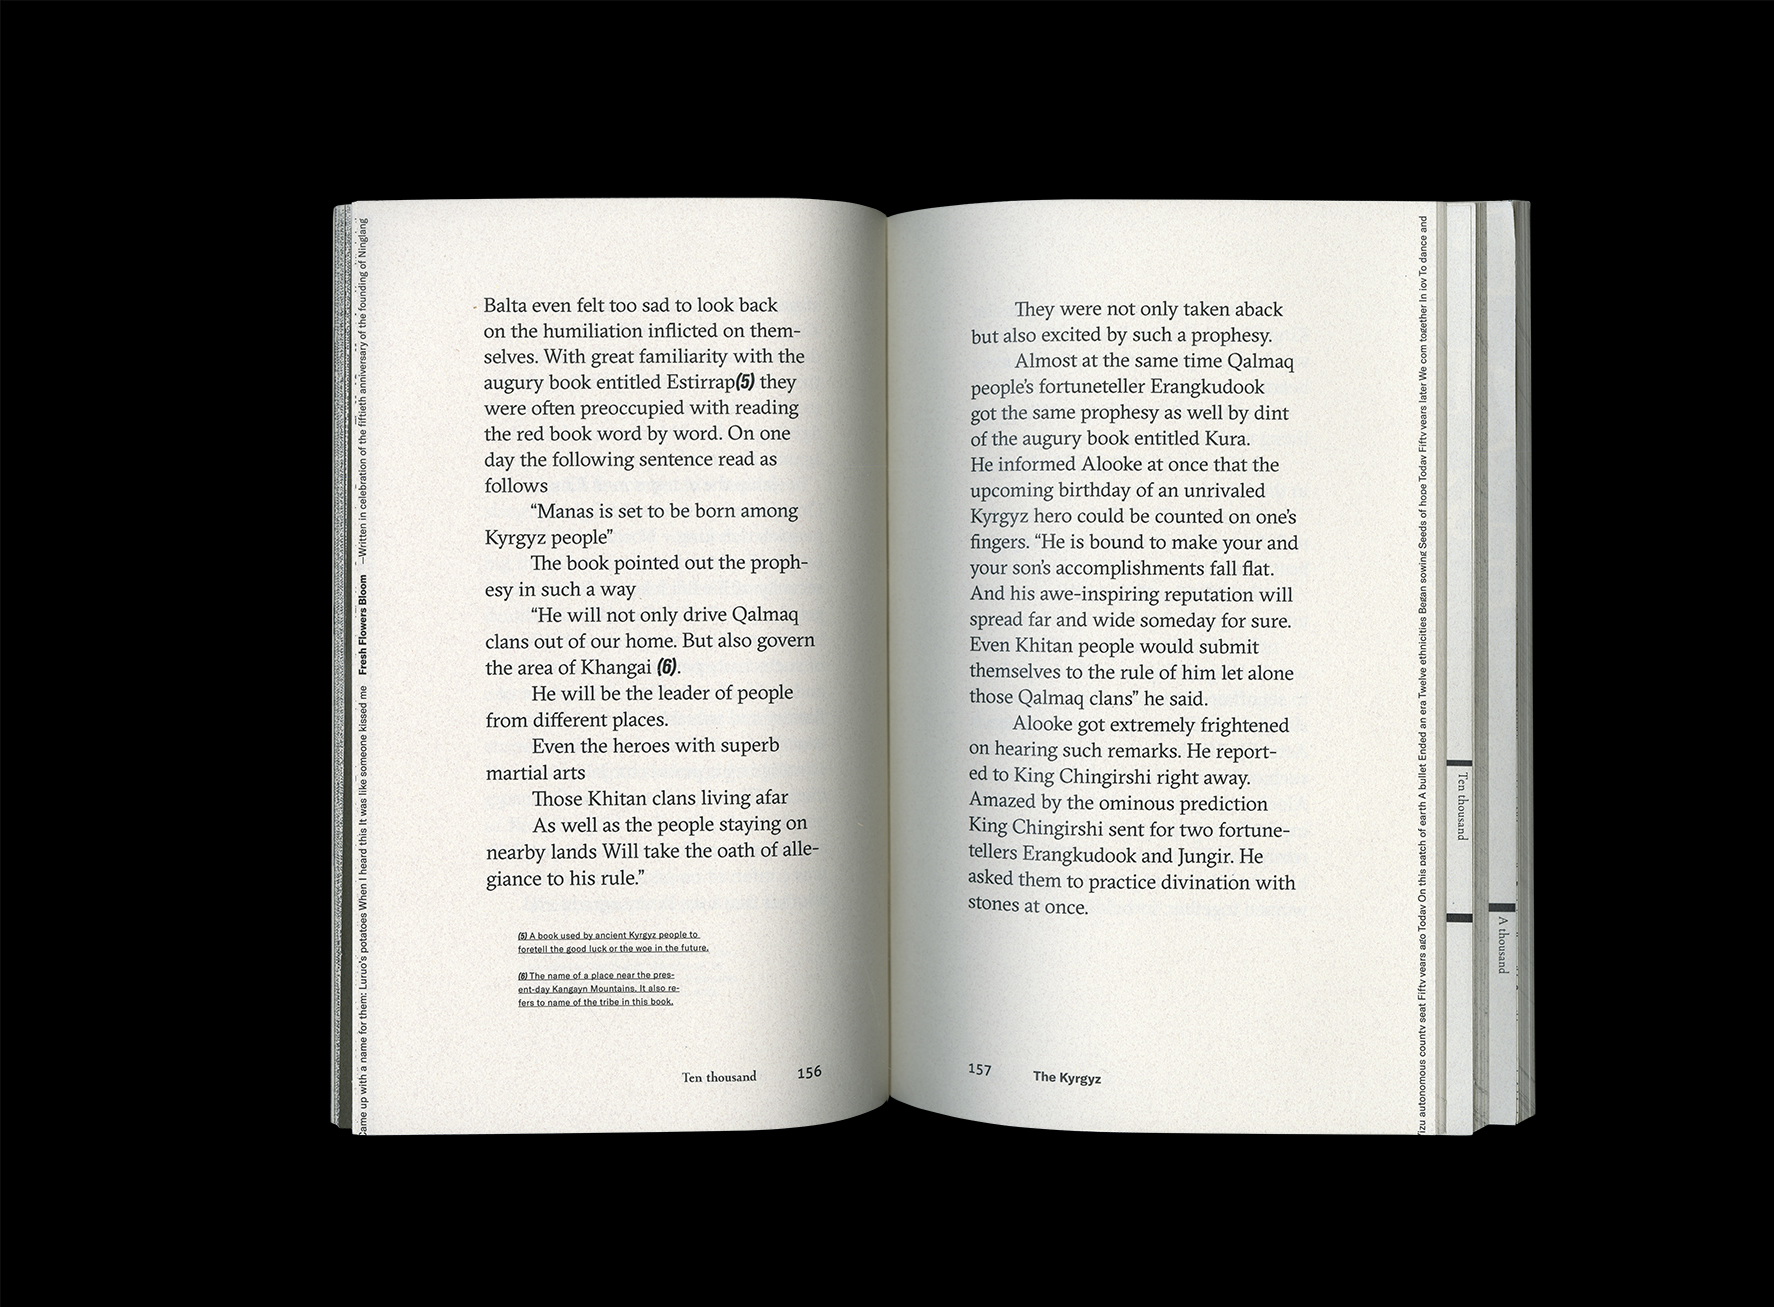 Balta even felt too sad to look back
on the humiliation inflicted on them-
selves. With great familiarity with the
augury book entitled Estirrap(5) they
were often preoccupied with reading
the red book word by word. On one
day the following sentence read as
follows
“Manas is set to be born among
Kyrgyz people”
The book pointed out the proph-
esy in such a way
“He will not only drive Qalmaq
clans out of our home. But also govern
the area of Khangai (6).
He will be the leader of people
from different places.
Even the heroes with superb
martial arts
Those Khitan clans living afar
As well as the people staying on
nearby lands Will take the oath of alle-
giance to his rule.”
(5) A book used by ancient Kyrgyz people to
foretell the good luck or the woe in the future.
(6) The name of a place near the pres-
ent-day Kangayn Mountains. It also re-
fers to name of the tribe in this book.
Ten thousand 156
Came up with a name for them: Luruo’s potatoes When I heard this It was like someone kissed me Fresh Flowers Bloom —Written in celebration of the fiftieth anniversary of the founding of Ninglang
They were not only taken aback
but also excited by such a prophesy.
Almost at the same time Qalmaq
people’s fortuneteller Erangkudook
got the same prophesy as well by dint
of the augury book entitled Kura.
He informed Alooke at once that the
upcoming birthday of an unrivaled
Kyrgyz hero could be counted on one’s
fingers. “He is bound to make your and
your son’s accomplishments fall flat.
And his awe-inspiring reputation will
spread far and wide someday for sure.
Even Khitan people would submit
themselves to the rule of him let alone
those Qalmaq clans” he said.
Alooke got extremely frightened
on hearing such remarks. He report-
ed to King Chingirshi right away.
Amazed by the ominous prediction
King Chingirshi sent for two fortune-
tellers Erangkudook and Jungir. He
asked them to practice divination with
stones at once.
157 The Kyrgyz
Yizu autonomous county seat Fifty years ago Today On this patch of earth A bullet Ended an era Twelve ethnicities Began sowing Seeds of hope Today Fifty years later We com together In joy To dance and
Ten thousand
A thousand